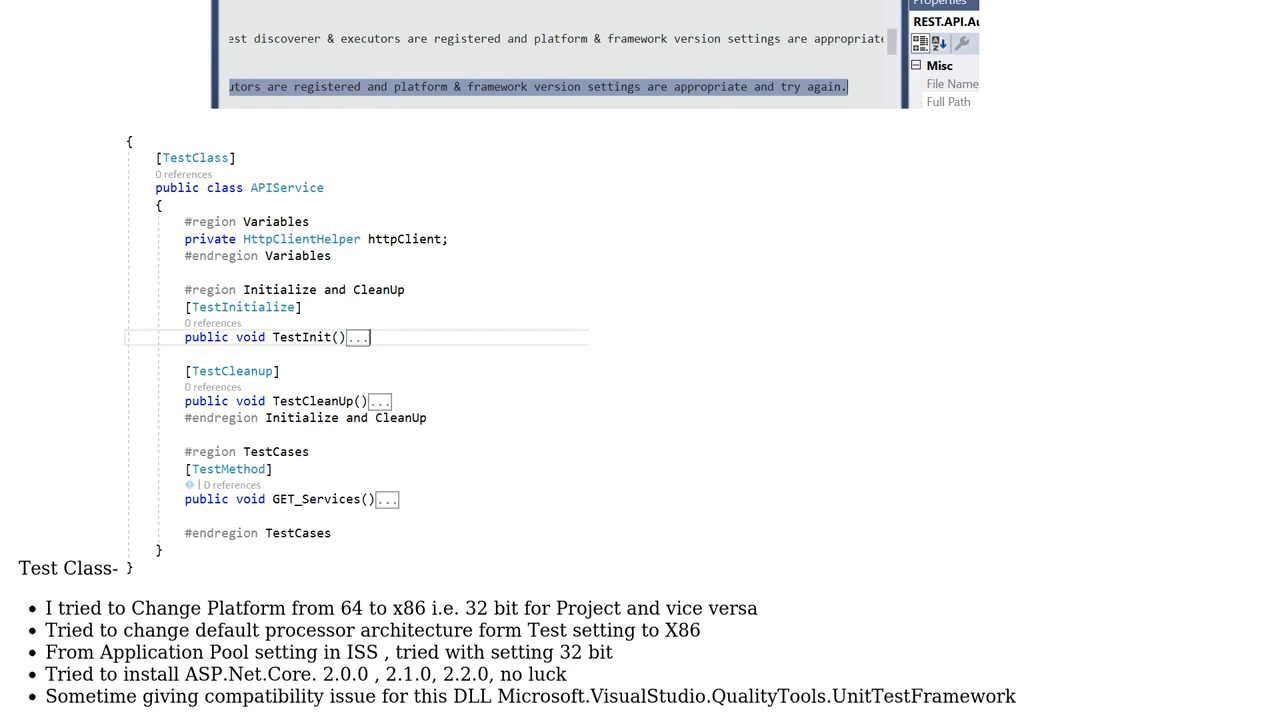 Properties
est discoverer & executors are registered and platform & framework version settings are appropriate
REST.API.Au
Misc
File Name
Full Path
utors are registered and platform & framework version settings are appropriate and try again.
{
[TestClass]
0 references
public class APIService
{
#region Variables
private HttpClientHelper httpClient;
#endregion Variables
#region Initialize and CleanUp
[TestInitialize]
0 references
public void TestInit()...
[TestCleanup]
0 references
public void TestCleanUp()...
#endregion Initialize and CleanUp
#region TestCases
[TestMethod]
| 0 references
public void GET_Services()...
#endregion TestCases
}
Test Class- }
• I tried to Change Platform from 64 to x86 i.e. 32 bit for Project and vice versa
• Tried to change default processor architecture form Test setting to X86
• From Application Pool setting in ISS , tried with setting 32 bit
• Tried to install ASP.Net.Core. 2.0.0 , 2.1.0, 2.2.0, no luck
• Sometime giving compatibility issue for this DLL Microsoft.VisualStudio.QualityTools.UnitTestFramework